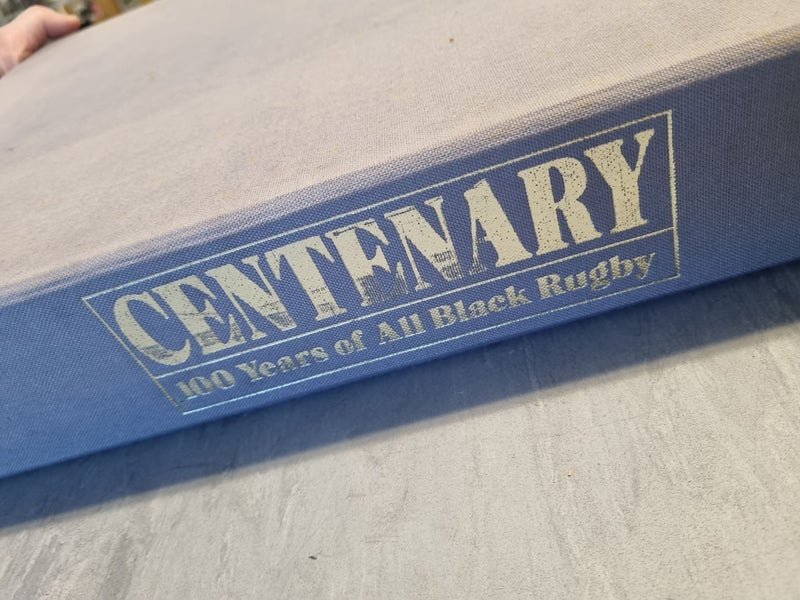 CENTENARY
100 Years of All Black Rugby